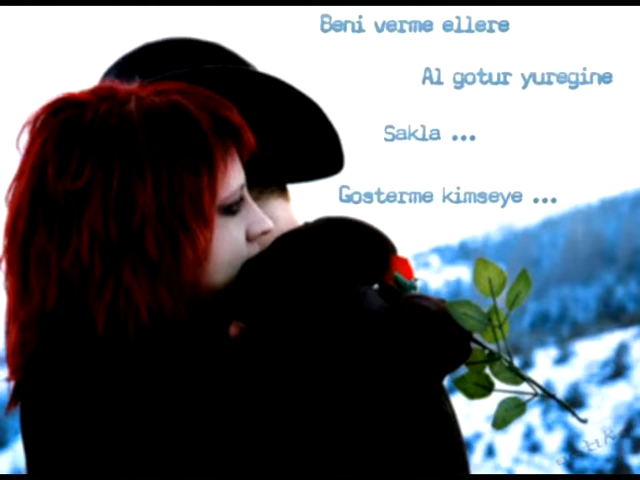 Beni verme ellere
Al gotur yuregine
Sakla ...
Gosterme kimseye ...